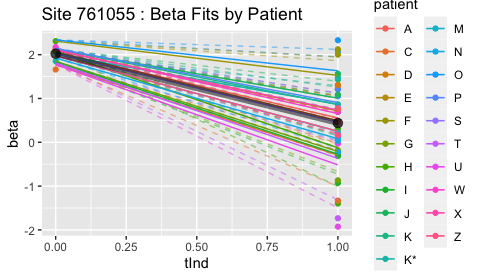 Site 761055 : Beta Fits by Patient
patient
A
C
D
E
F
G
H
I
J
K
K*
M
N
O
P
S
T
U
W
X
Z
beta
2
1
0
-1
-2
0.00
0.25
0.50
0.75
1.00
tInd